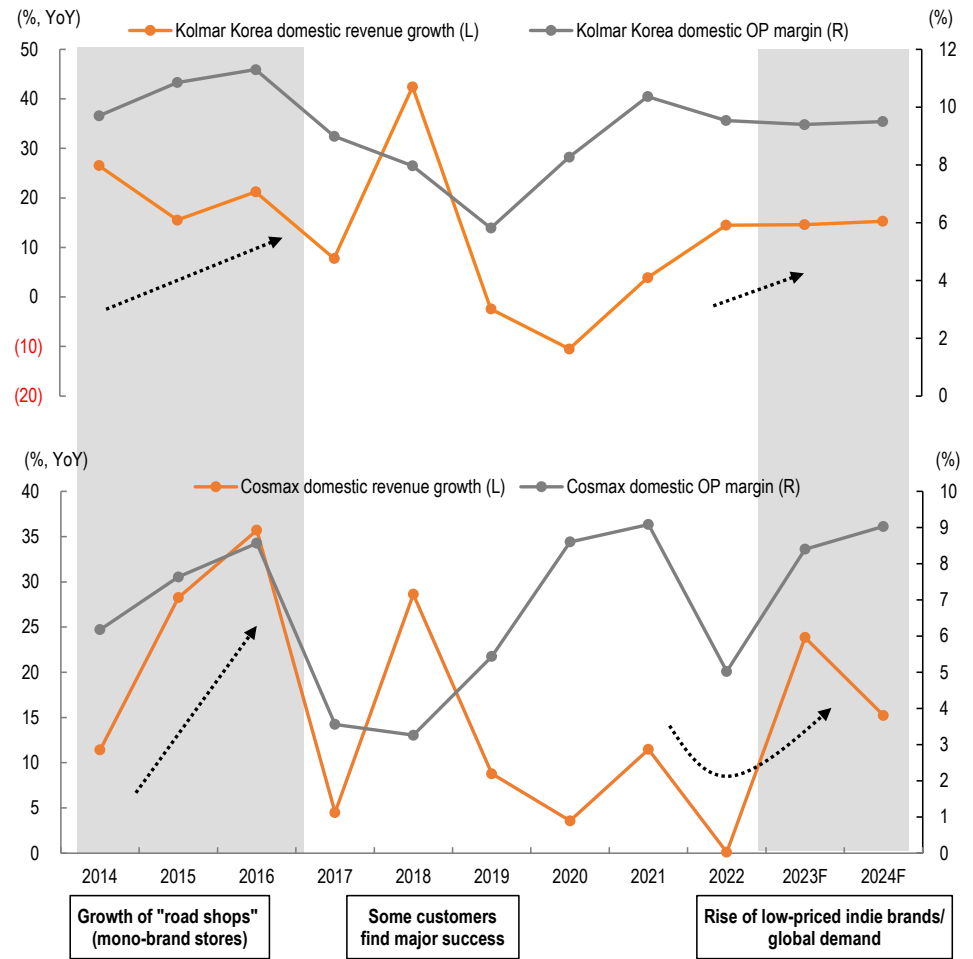 (%, YoY)
(%)
Kolmar Korea domestic revenue growth (L)
Kolmar Korea domestic OP margin (R)
50
40
30
20
10
0
(10)
(20)
12
10
8
6
4
2
0
(%, YoY)
(%)
Cosmax domestic revenue growth (L)
Cosmax domestic OP margin (R)
40
35
30
25
20
15
10
5
0
10
9
8
7
6
5
4
3
2
1
0
2014 2015 2016 2017 2018 2019 2020 2021 2022 2023F 2024F
Growth of "road shops"
(mono-brand stores)
Some customers
find major success
Rise of low-priced indie brands/
global demand